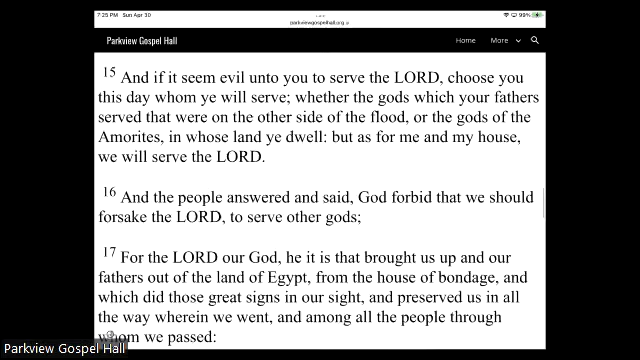 7:25 PM Sun Apr 30
99%
parkviewgospelhall.org
Parkview Gospel Hall
Home More
15 And if it seem evil unto you to serve the LORD, choose you
this day whom ye will serve; whether the gods which your fathers
served that were on the other side of the flood, or the gods of the
Amorites, in whose land ye dwell: but as for me and my house,
we will serve the LORD.
16 And the people answered and said, God forbid that we should
forsake the LORD, to serve other gods;
17 For the LORD our God, he it is that brought us up and our
fathers out of the land of Egypt, from the house of bondage, and
which did those great signs in our sight, and preserved us in all
the way wherein we went, and among all the people through
whom we passed:
Parkview Gospel Hall